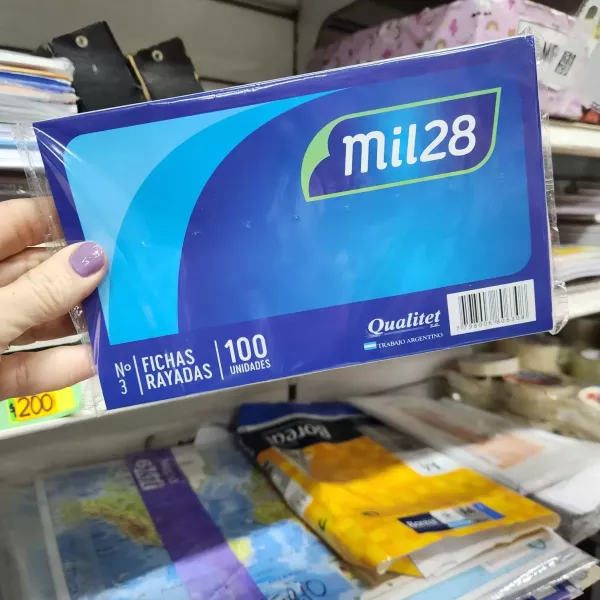 mil28
Qualitet
TRABAJO ARGENTINO
Nº 3
FICHAS
RAYADAS
100
UNIDADES
$200
Boreal